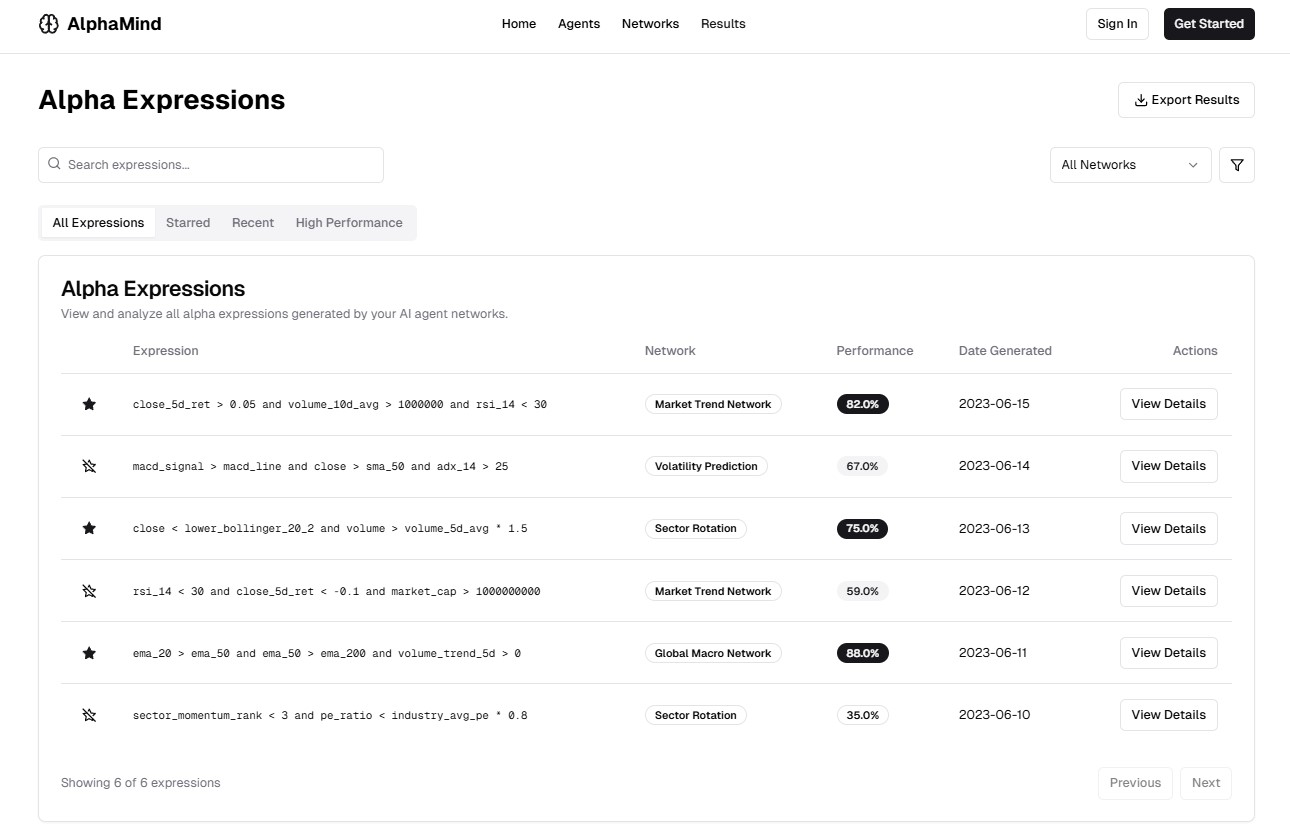 AlphaMind Home Agents Networks Results Sign In Get Started
Alpha Expressions Export Results
Search expressions... All Networks
All Expressions Starred Recent High Performance
Alpha Expressions
View and analyze all alpha expressions generated by your AI agent networks.
Expression Network Performance Date Generated Actions
close_5d_ret > 0.05 and volume_10d_avg > 1000000 and rsi_14 < 30 Market Trend Network 82.0% 2023-06-15 View Details
macd_signal > macd_line and close > sma_50 and adx_14 > 25 Volatility Prediction 67.0% 2023-06-14 View Details
close < lower_bollinger_20_2 and volume > volume_5d_avg * 1.5 Sector Rotation 75.0% 2023-06-13 View Details
rsi_14 < 30 and close_5d_ret < -0.1 and market_cap > 1000000000 Market Trend Network 59.0% 2023-06-12 View Details
ema_20 > ema_50 and ema_50 > ema_200 and volume_trend_5d > 0 Global Macro Network 88.0% 2023-06-11 View Details
sector_momentum_rank < 3 and pe_ratio < industry_avg_pe * 0.8 Sector Rotation 35.0% 2023-06-10 View Details
Showing 6 of 6 expressions Previous Next